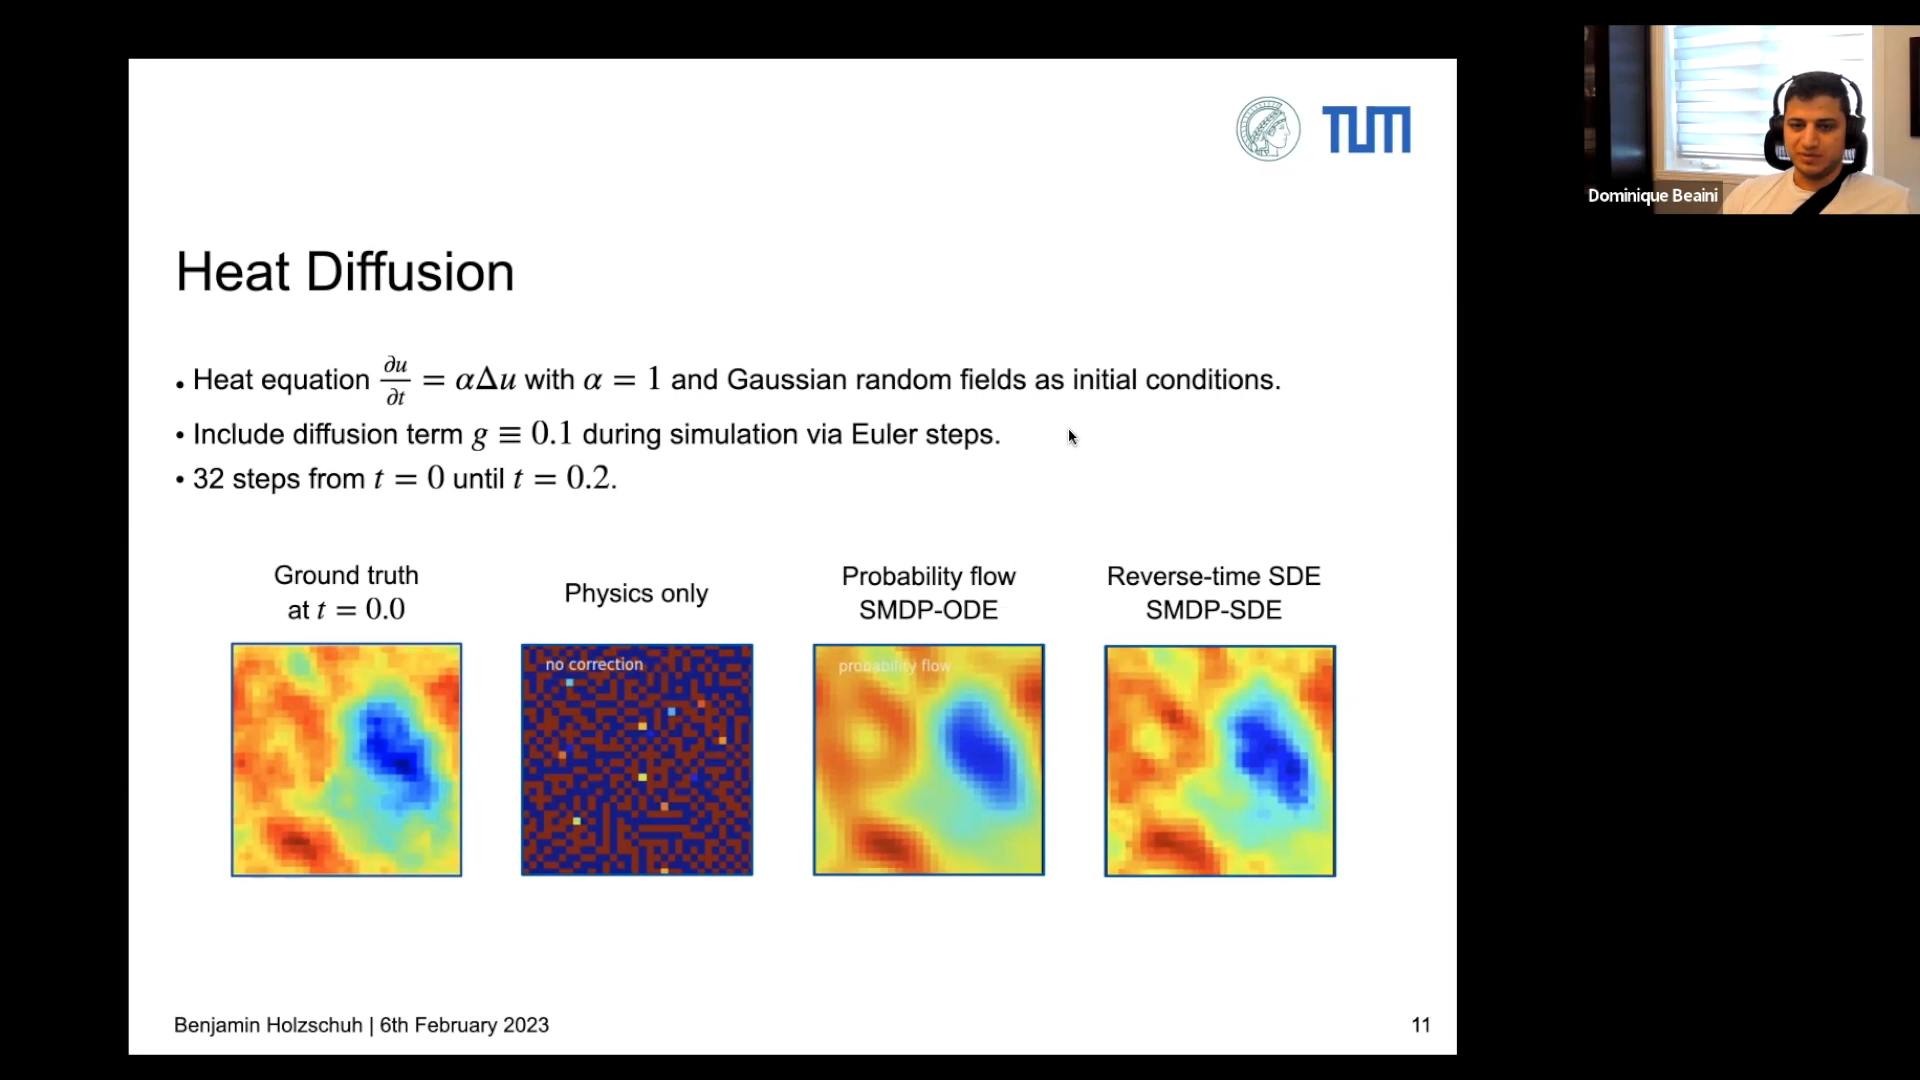 Dominique Beaini
TUM
Heat Diffusion
• Heat equation ∂u/∂t = αΔu with α = 1 and Gaussian random fields as initial conditions.
• Include diffusion term g ≡ 0.1 during simulation via Euler steps.
• 32 steps from t = 0 until t = 0.2.
Ground truth
at t = 0.0
Physics only
Probability flow
SMDP-ODE
Reverse-time SDE
SMDP-SDE
no correction
probability flow
Benjamin Holzschuh | 6th February 2023
11